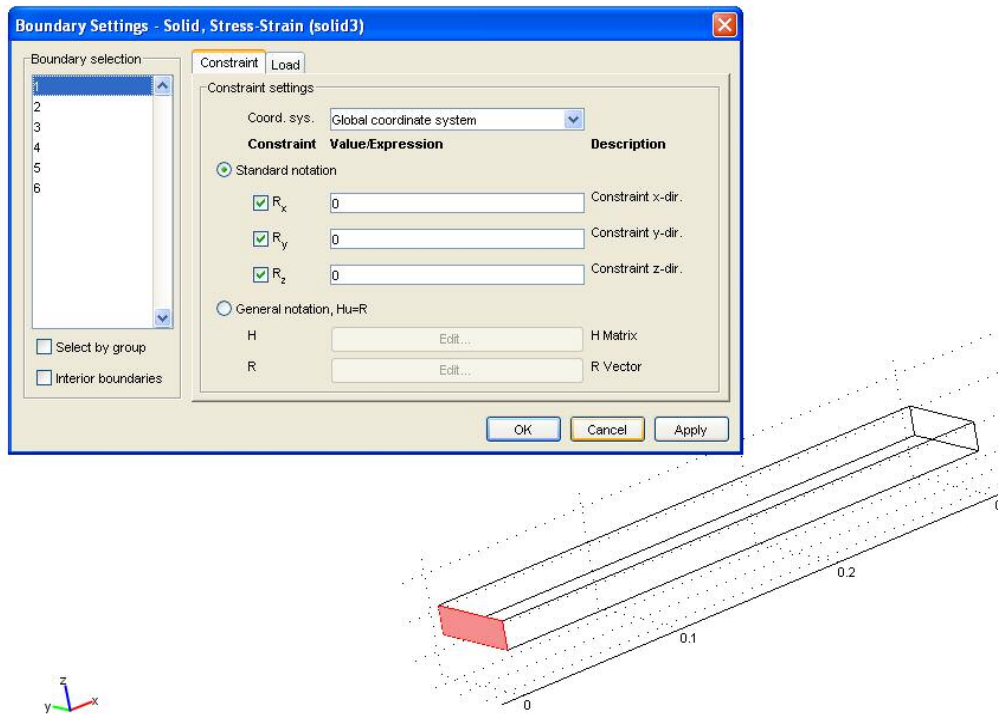 Boundary Settings - Solid, Stress-Strain (solid3)
Boundary selection
1
2
3
4
5
6
Select by group
Interior boundaries
Constraint Load
Constraint settings
Coord. sys. Global coordinate system
Constraint Value/Expression Description
Standard notation
Rx 0 Constraint x-dir.
Ry 0 Constraint y-dir.
Rz 0 Constraint z-dir.
General notation, Hu=R
H Edit... H Matrix
R Edit... R Vector
OK Cancel Apply
0.2
0.1
0
z
y x